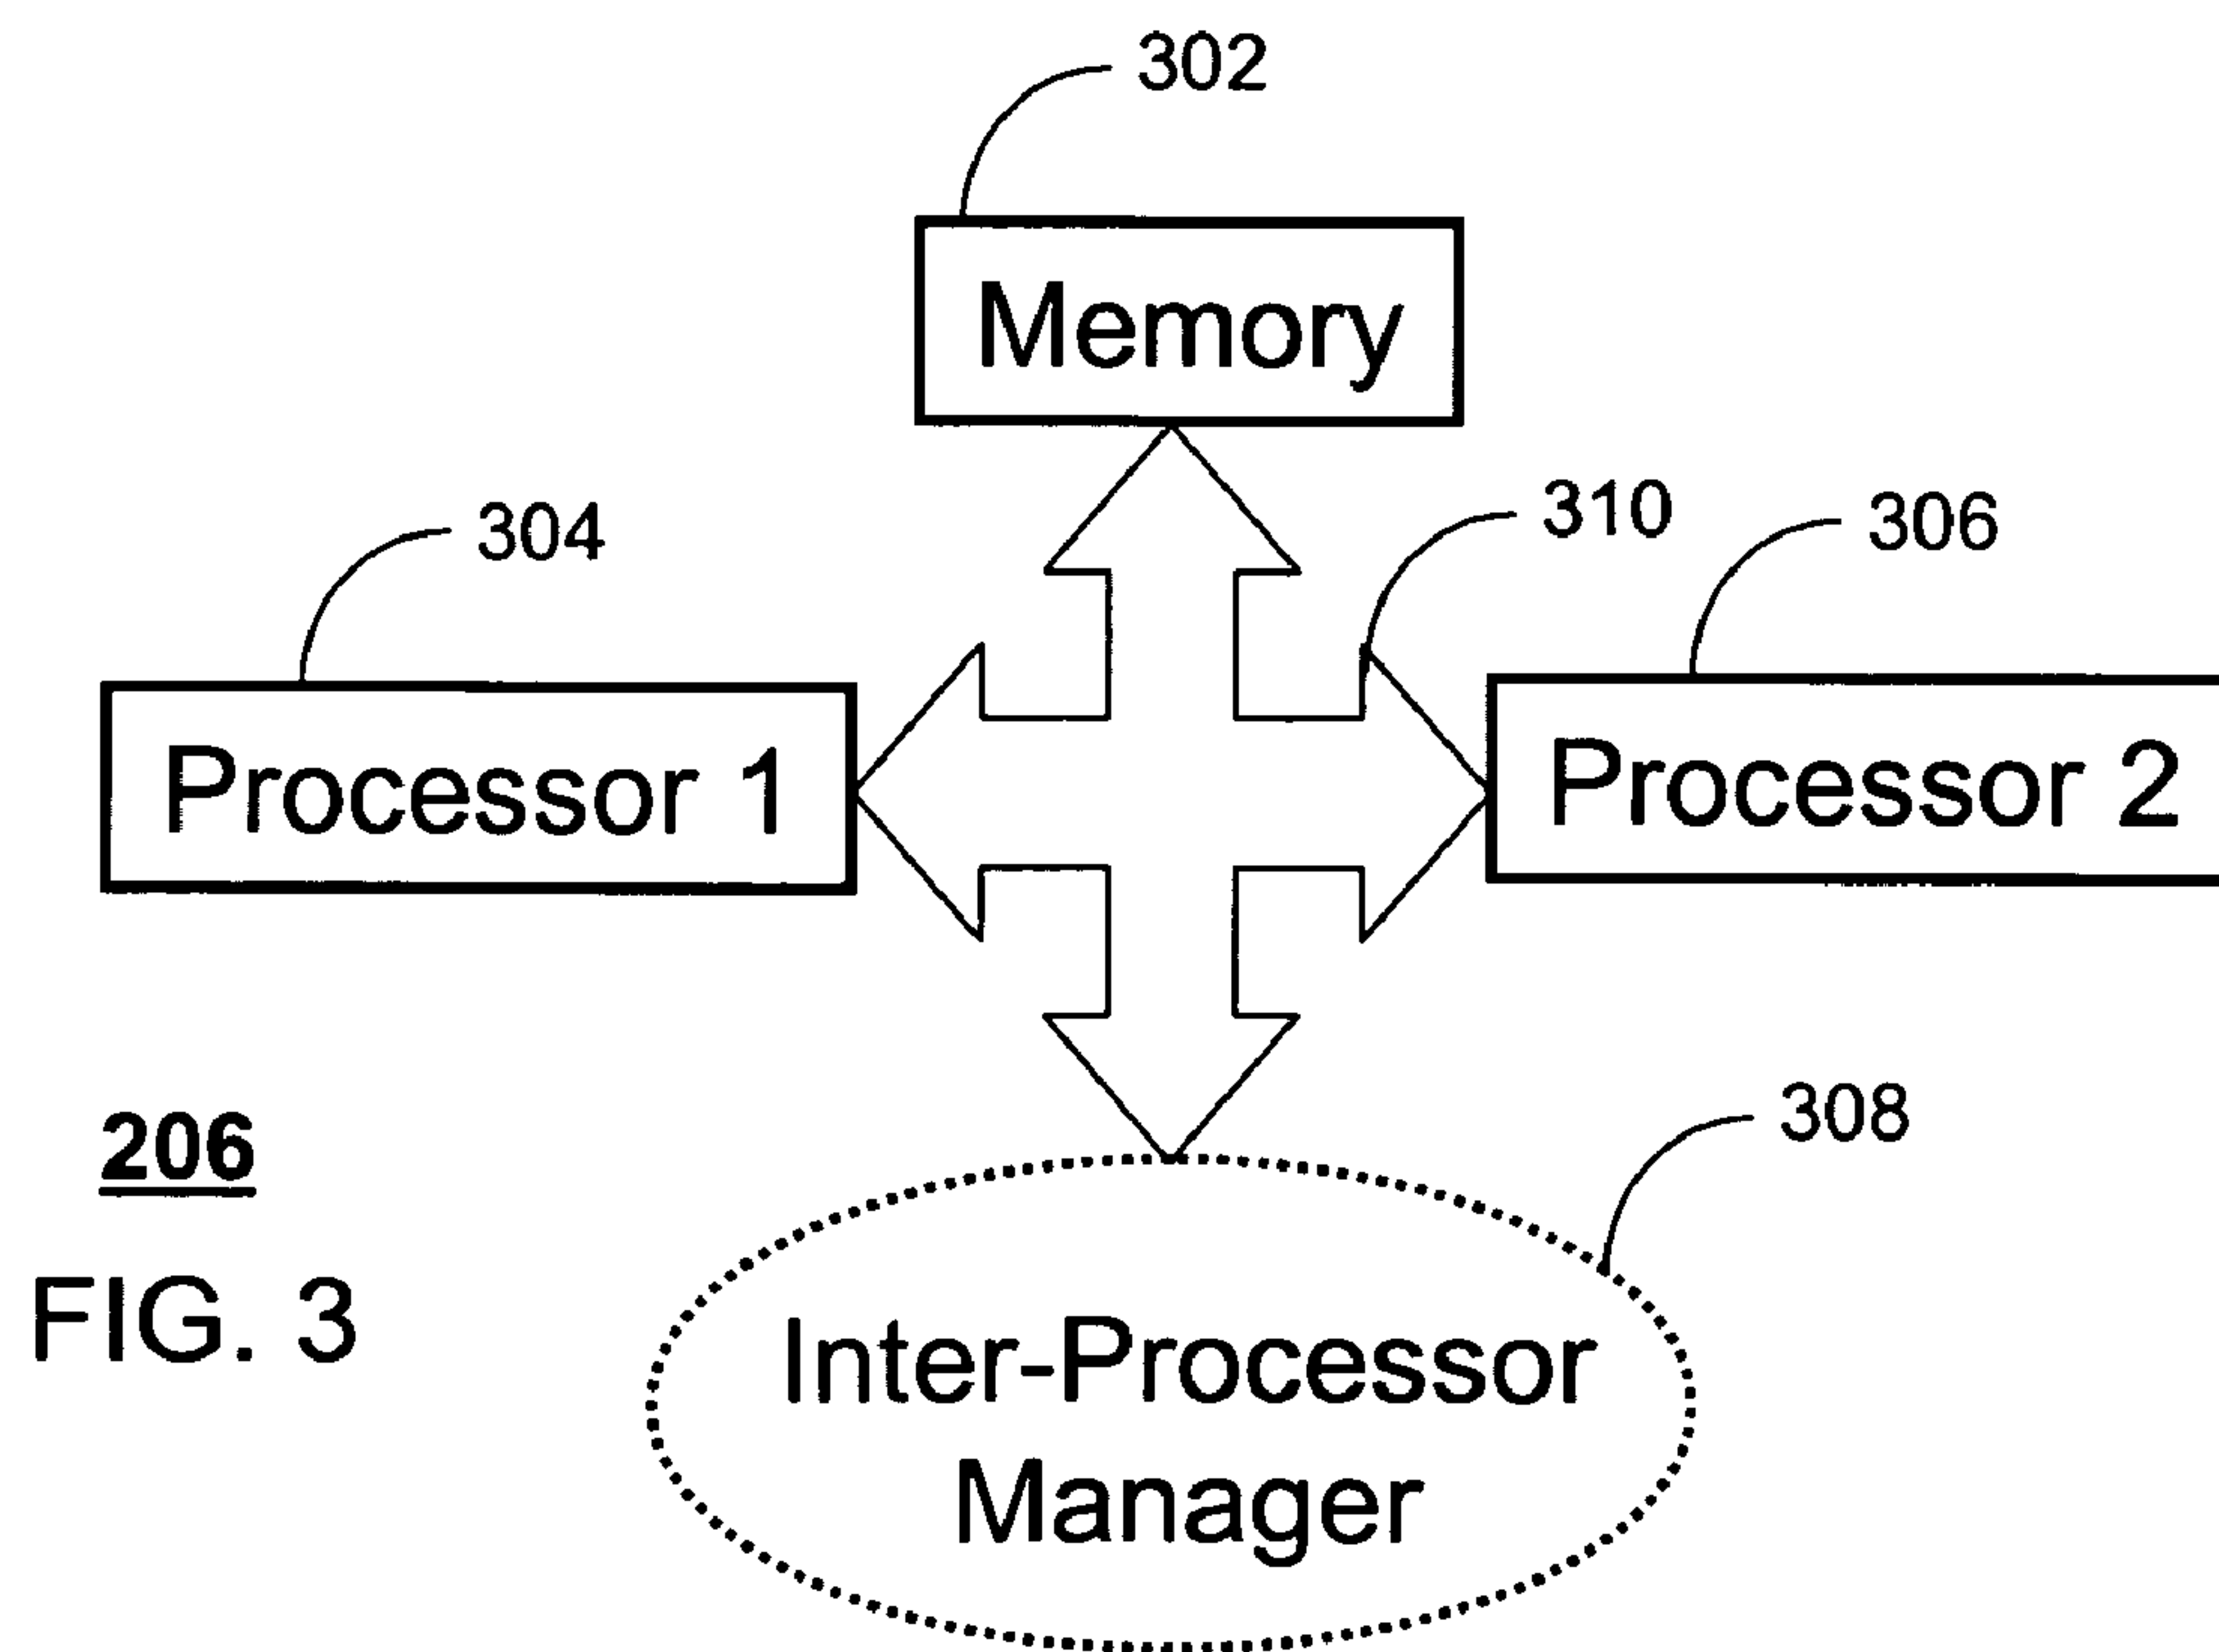 302
Memory
304
310
306
Processor 1
Processor 2
206
308
FIG. 3
Inter-Processor
Manager